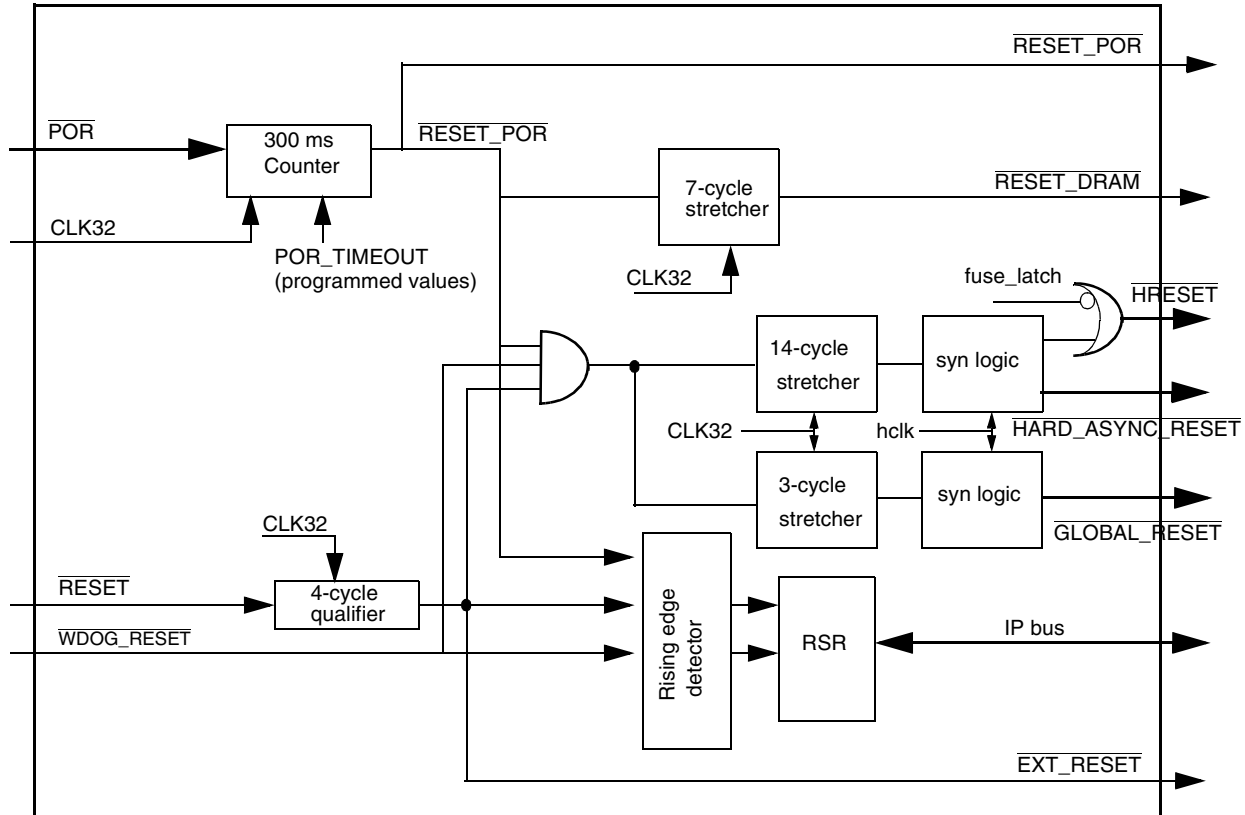 RESET_POR
POR
300 ms
Counter
RESET_POR
7-cycle
stretcher
RESET_DRAM
CLK32
POR_TIMEOUT
(programmed values)
CLK32
fuse_latch
HRESET
14-cycle
stretcher
syn logic
CLK32
hclk
HARD_ASYNC_RESET
3-cycle
stretcher
syn logic
GLOBAL_RESET
CLK32
RESET
4-cycle
qualifier
WDOG_RESET
Rising edge
detector
RSR
IP bus
EXT_RESET